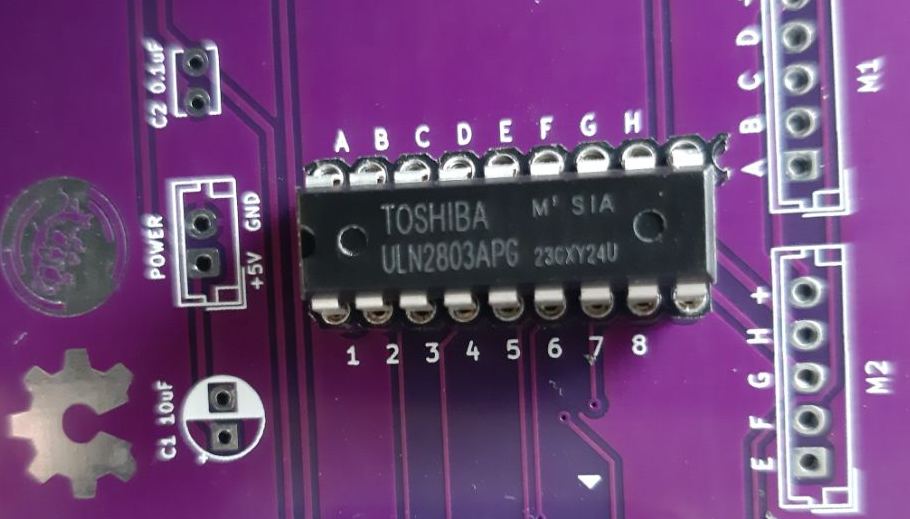 C2 0.1uF
POWER
GND
+5V
C1 10uF
+
A B C D E F G H
TOSHIBA
ULN2803APG
M' SIA
23CXY24U
1 2 3 4 5 6 7 8
D
C
B
A
M1
+
H
G
F
E
M2